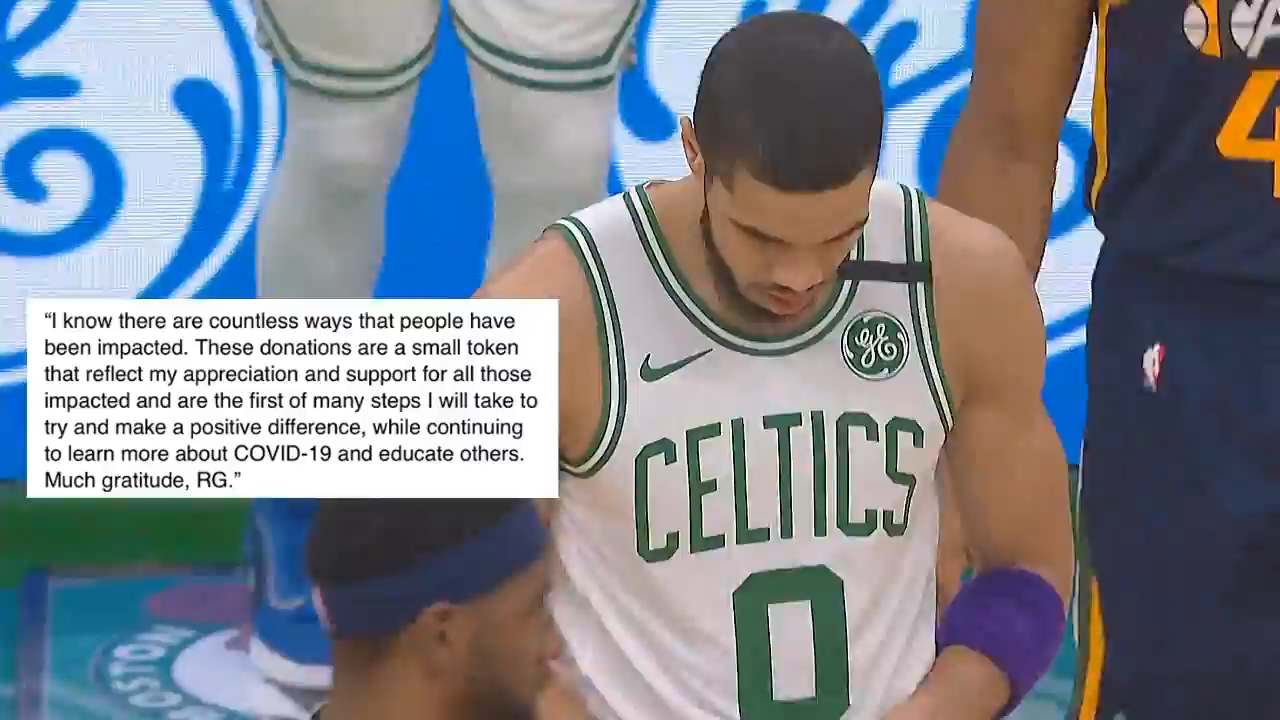 “I know there are countless ways that people have
been impacted. These donations are a small token
that reflect my appreciation and support for all those
impacted and are the first of many steps I will take to
try and make a positive difference, while continuing
to learn more about COVID-19 and educate others.
Much gratitude, RG.”
GE
CELTICS
0
4